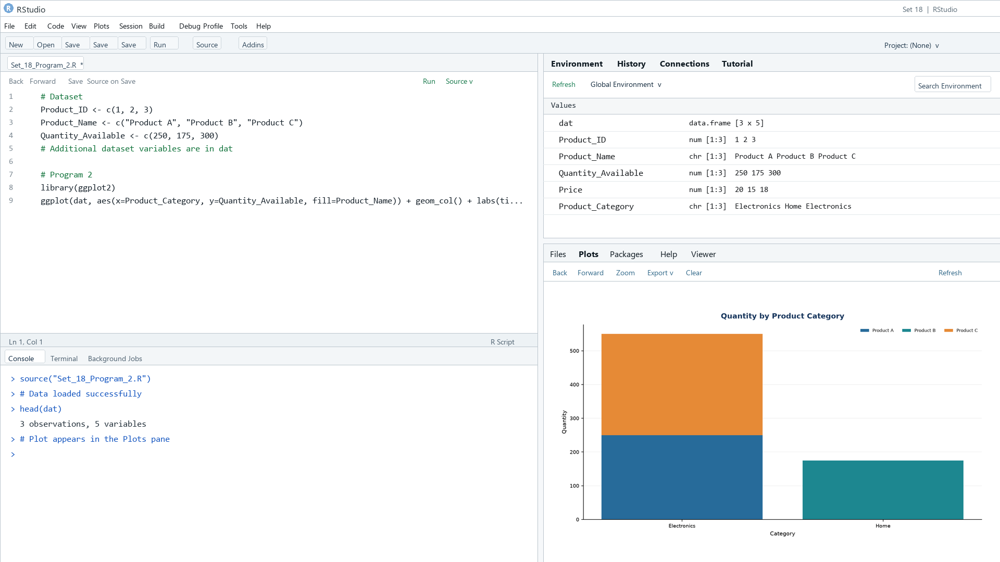 R RStudio
Set 18 | RStudio
File Edit Code View Plots Session Build Debug Profile Tools Help
New Open Save Save Save Run Source Addins
Project: (None) v
Set_18_Program_2.R *
Back Forward Save Source on Save Run Source v
1 # Dataset
2 Product_ID <- c(1, 2, 3)
3 Product_Name <- c("Product A", "Product B", "Product C")
4 Quantity_Available <- c(250, 175, 300)
5 # Additional dataset variables are in dat
6
7 # Program 2
8 library(ggplot2)
9 ggplot(dat, aes(x=Product_Category, y=Quantity_Available, fill=Product_Name)) + geom_col() + labs(ti...
Ln 1, Col 1 R Script
Console Terminal Background Jobs
> source("Set_18_Program_2.R")
> # Data loaded successfully
> head(dat)
3 observations, 5 variables
> # Plot appears in the Plots pane
>
Environment History Connections Tutorial
Refresh Global Environment v Search Environment
Values
dat data.frame [3 x 5]
Product_ID num [1:3] 1 2 3
Product_Name chr [1:3] Product A Product B Product C
Quantity_Available num [1:3] 250 175 300
Price num [1:3] 20 15 18
Product_Category chr [1:3] Electronics Home Electronics
Files Plots Packages Help Viewer
Back Forward Zoom Export v Clear Refresh
Quantity by Product Category
Product A Product B Product C
500
400
300
200
100
0
Quantity
Electronics Home
Category